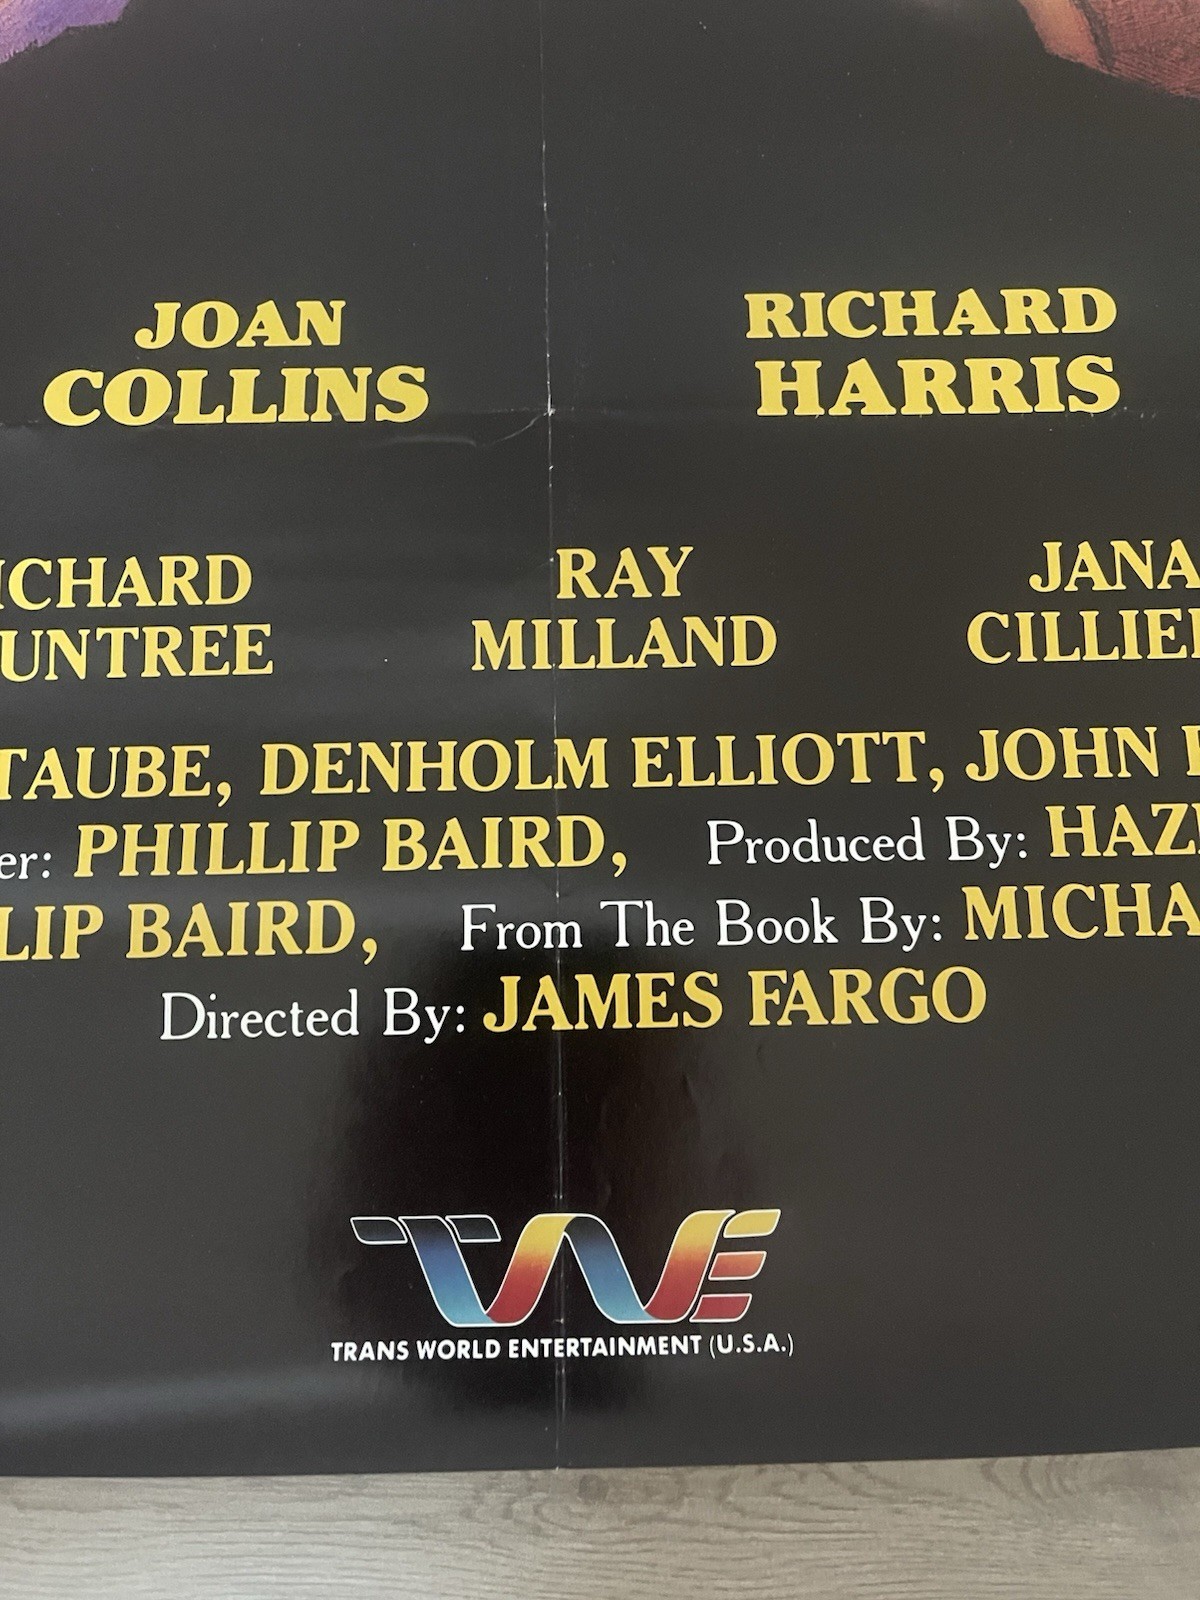 JOAN RICHARD
COLLINS HARRIS
ICHARD RAY JANA
UNTREE MILLAND CILLIE
TAUBE, DENHOLM ELLIOTT, JOHN
er: PHILLIP BAIRD, Produced By: HAZ
LIP BAIRD, From The Book By: MICHA
Directed By: JAMES FARGO
TWE
TRANS WORLD ENTERTAINMENT (U.S.A.)